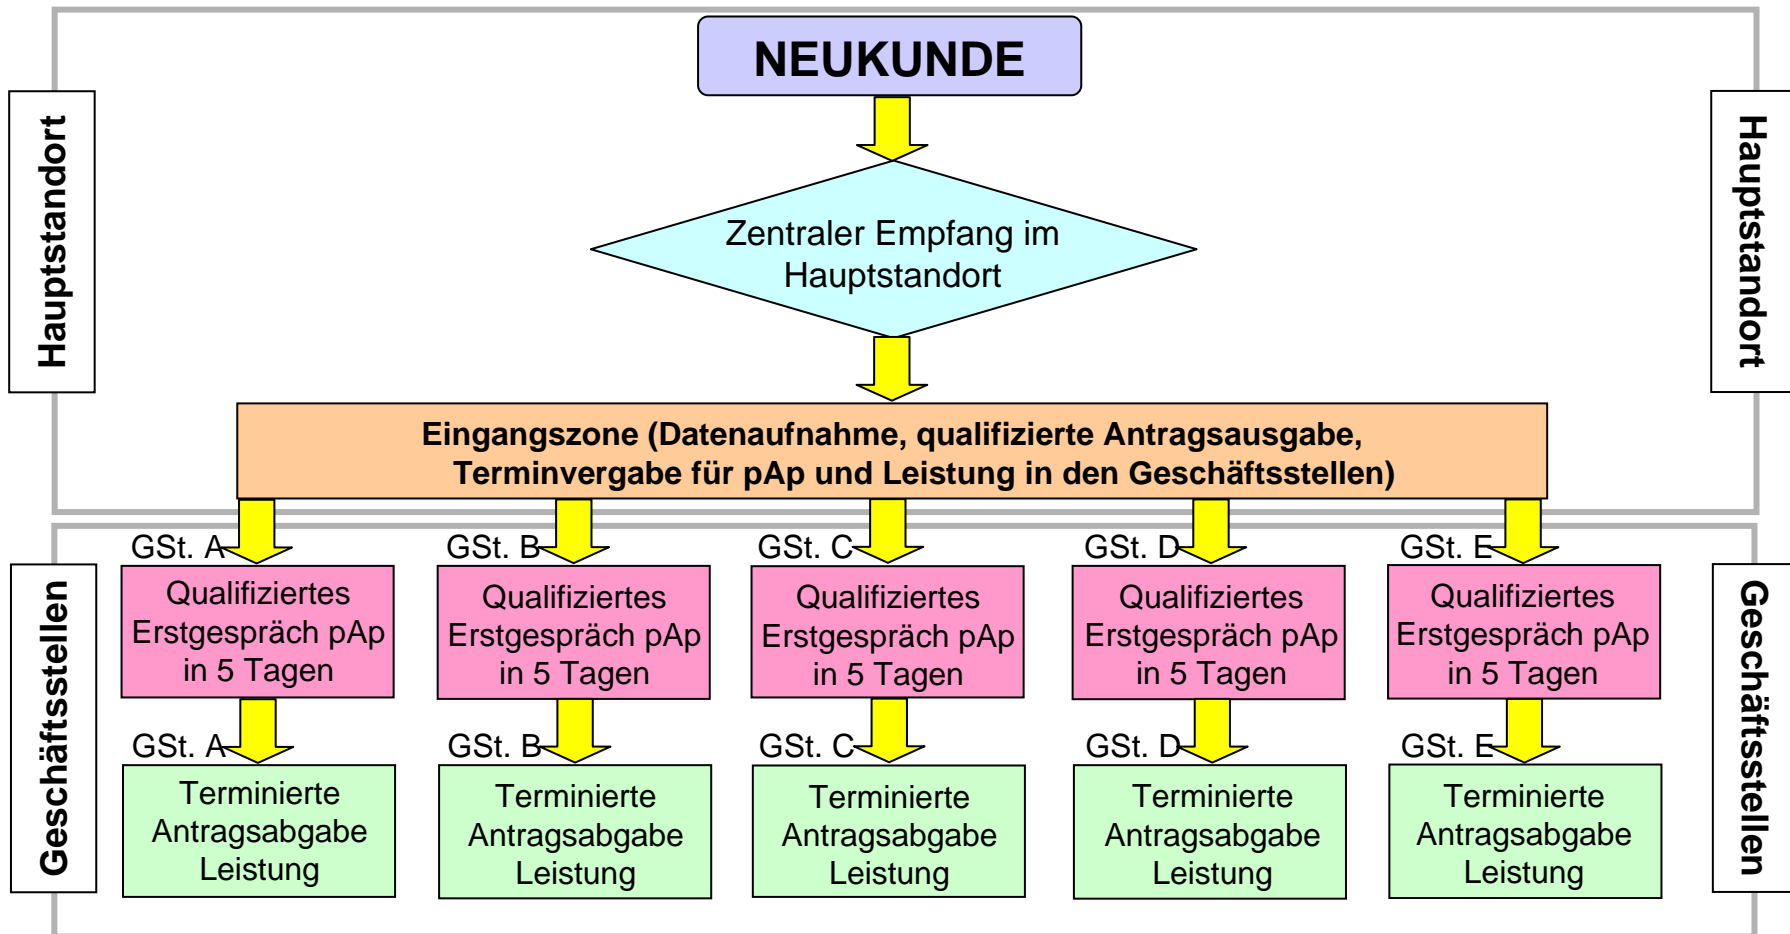 NEUKUNDE
Hauptstandort
Hauptstandort
Zentraler Empfang im
Hauptstandort
Eingangszone (Datenaufnahme, qualifizierte Antragsausgabe,
Terminvergabe für pAp und Leistung in den Geschäftsstellen)
Geschäftsstellen
Geschäftsstellen
GSt. A
Qualifiziertes
Erstgespräch pAp
in 5 Tagen
GSt. B
Qualifiziertes
Erstgespräch pAp
in 5 Tagen
GSt. C
Qualifiziertes
Erstgespräch pAp
in 5 Tagen
GSt. D
Qualifiziertes
Erstgespräch pAp
in 5 Tagen
GSt. E
Qualifiziertes
Erstgespräch pAp
in 5 Tagen
GSt. A
Terminierte
Antragsabgabe
Leistung
GSt. B
Terminierte
Antragsabgabe
Leistung
GSt. C
Terminierte
Antragsabgabe
Leistung
GSt. D
Terminierte
Antragsabgabe
Leistung
GSt. E
Terminierte
Antragsabgabe
Leistung